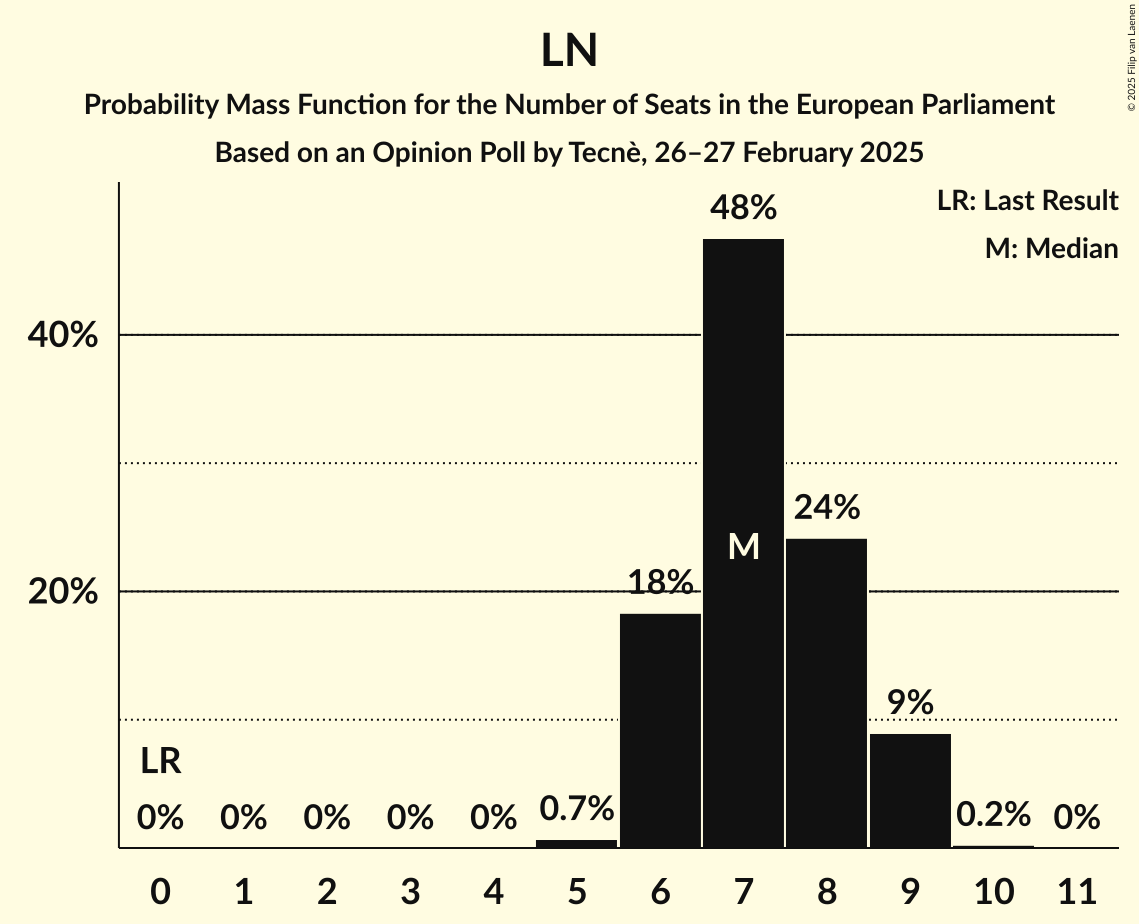 LN
Probability Mass Function for the Number of Seats in the European Parliament
Based on an Opinion Poll by Tecnè, 26–27 February 2025
© 2025 Filip van Laenen
LR: Last Result
M: Median
48%
40%
24%
M
18%
20%
9%
LR
0% 0% 0% 0% 0% 0.7% 0.2% 0%
0 1 2 3 4 5 6 7 8 9 10 11